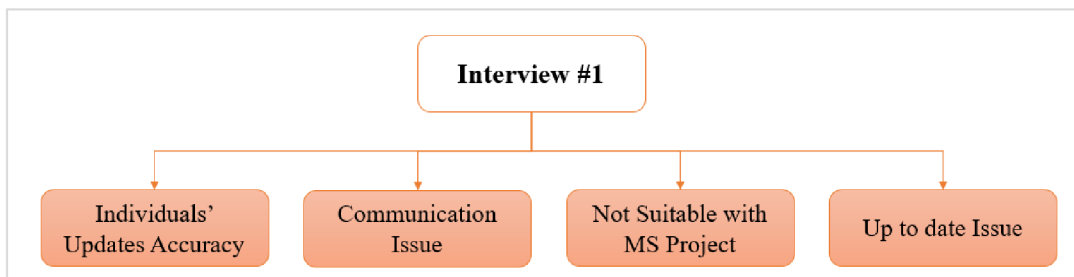 Interview #1
Individuals’
Updates Accuracy
Communication
Issue
Not Suitable with
MS Project
Up to date Issue